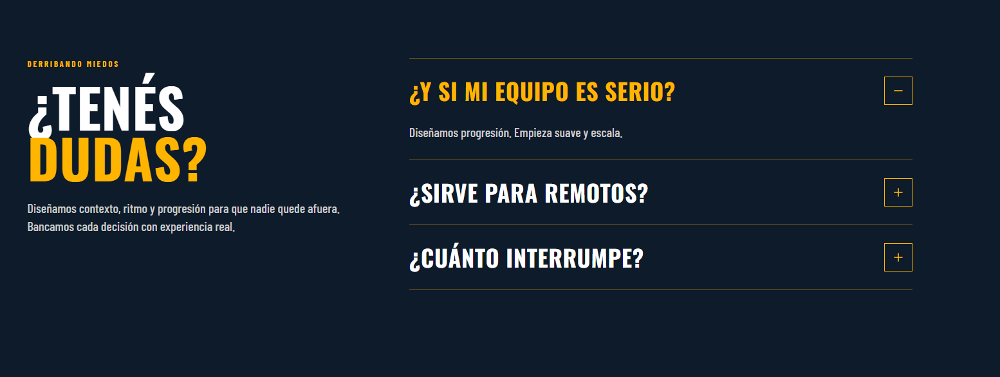 DERRIBANDO MIEDOS
¿TENÉS
DUDAS?
Diseñamos contexto, ritmo y progresión para que nadie quede afuera.
Bancamos cada decisión con experiencia real.
¿Y SI MI EQUIPO ES SERIO?
Diseñamos progresión. Empieza suave y escala.
¿SIRVE PARA REMOTOS?
¿CUÁNTO INTERRUMPE?